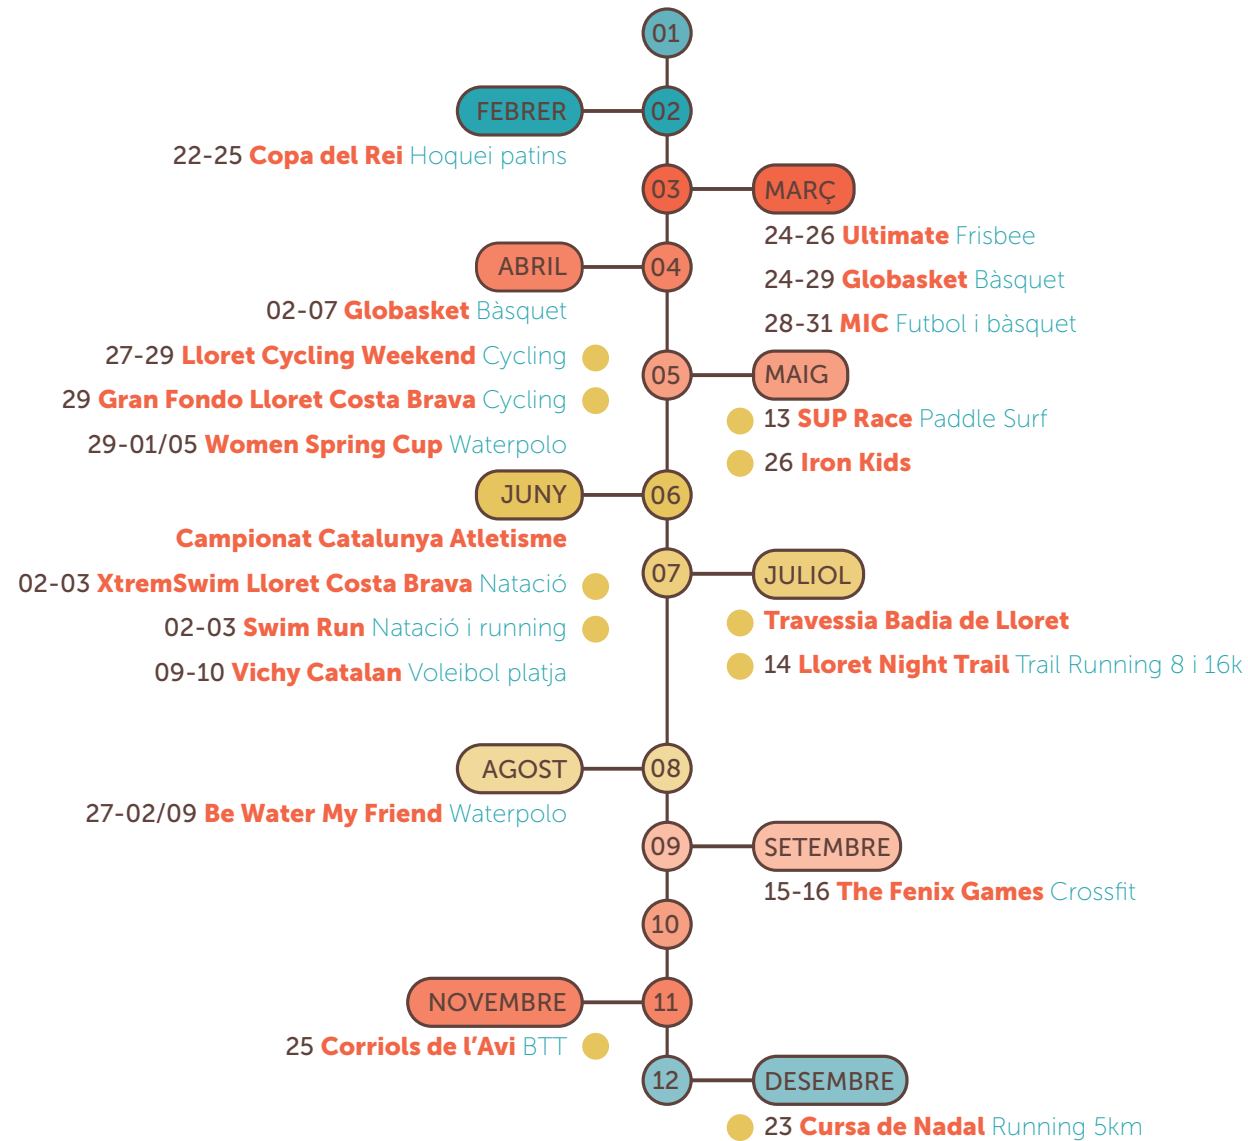 01
FEBRER
02
22-25 Copa del Rei Hoquei patins
03
MARÇ
24-26 Ultimate Frisbee
24-29 Globasket Bàsquet
28-31 MIC Futbol i bàsquet
ABRIL
04
02-07 Globasket Bàsquet
27-29 Lloret Cycling Weekend Cycling
29 Gran Fondo Lloret Costa Brava Cycling
29-01/05 Women Spring Cup Waterpolo
05
MAIG
13 SUP Race Paddle Surf
26 Iron Kids
JUNY
06
Campionat Catalunya Atletisme
02-03 XtremSwim Lloret Costa Brava Natació
02-03 Swim Run Natació i running
09-10 Vichy Catalan Voleibol platja
07
JULIOL
Travessia Badia de Lloret
14 Lloret Night Trail Trail Running 8 i 16k
AGOST
08
27-02/09 Be Water My Friend Waterpolo
09
SETEMBRE
15-16 The Fenix Games Crossfit
10
NOVEMBRE
11
25 Corriols de l'Avi BTT
12
DESEMBRE
23 Cursa de Nadal Running 5km